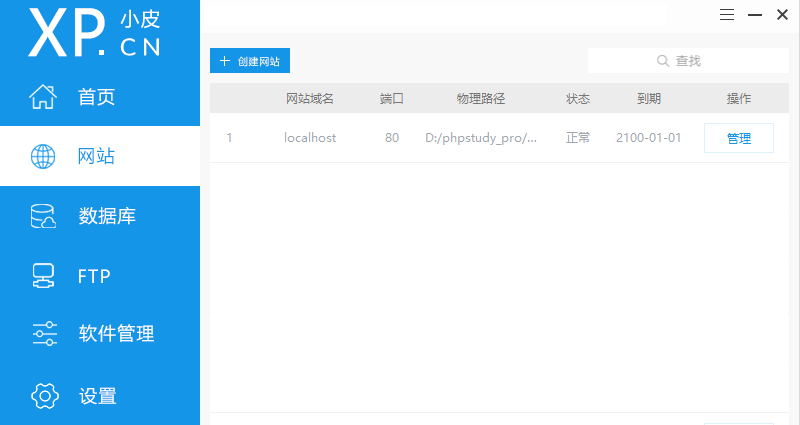 XP.小皮
CN
首页
网站
数据库
FTP
软件管理
设置
创建网站
查找
网站域名 端口 物理路径 状态 到期 操作
1 localhost 80 D:/phpstudy_pro/... 正常 2100-01-01 管理